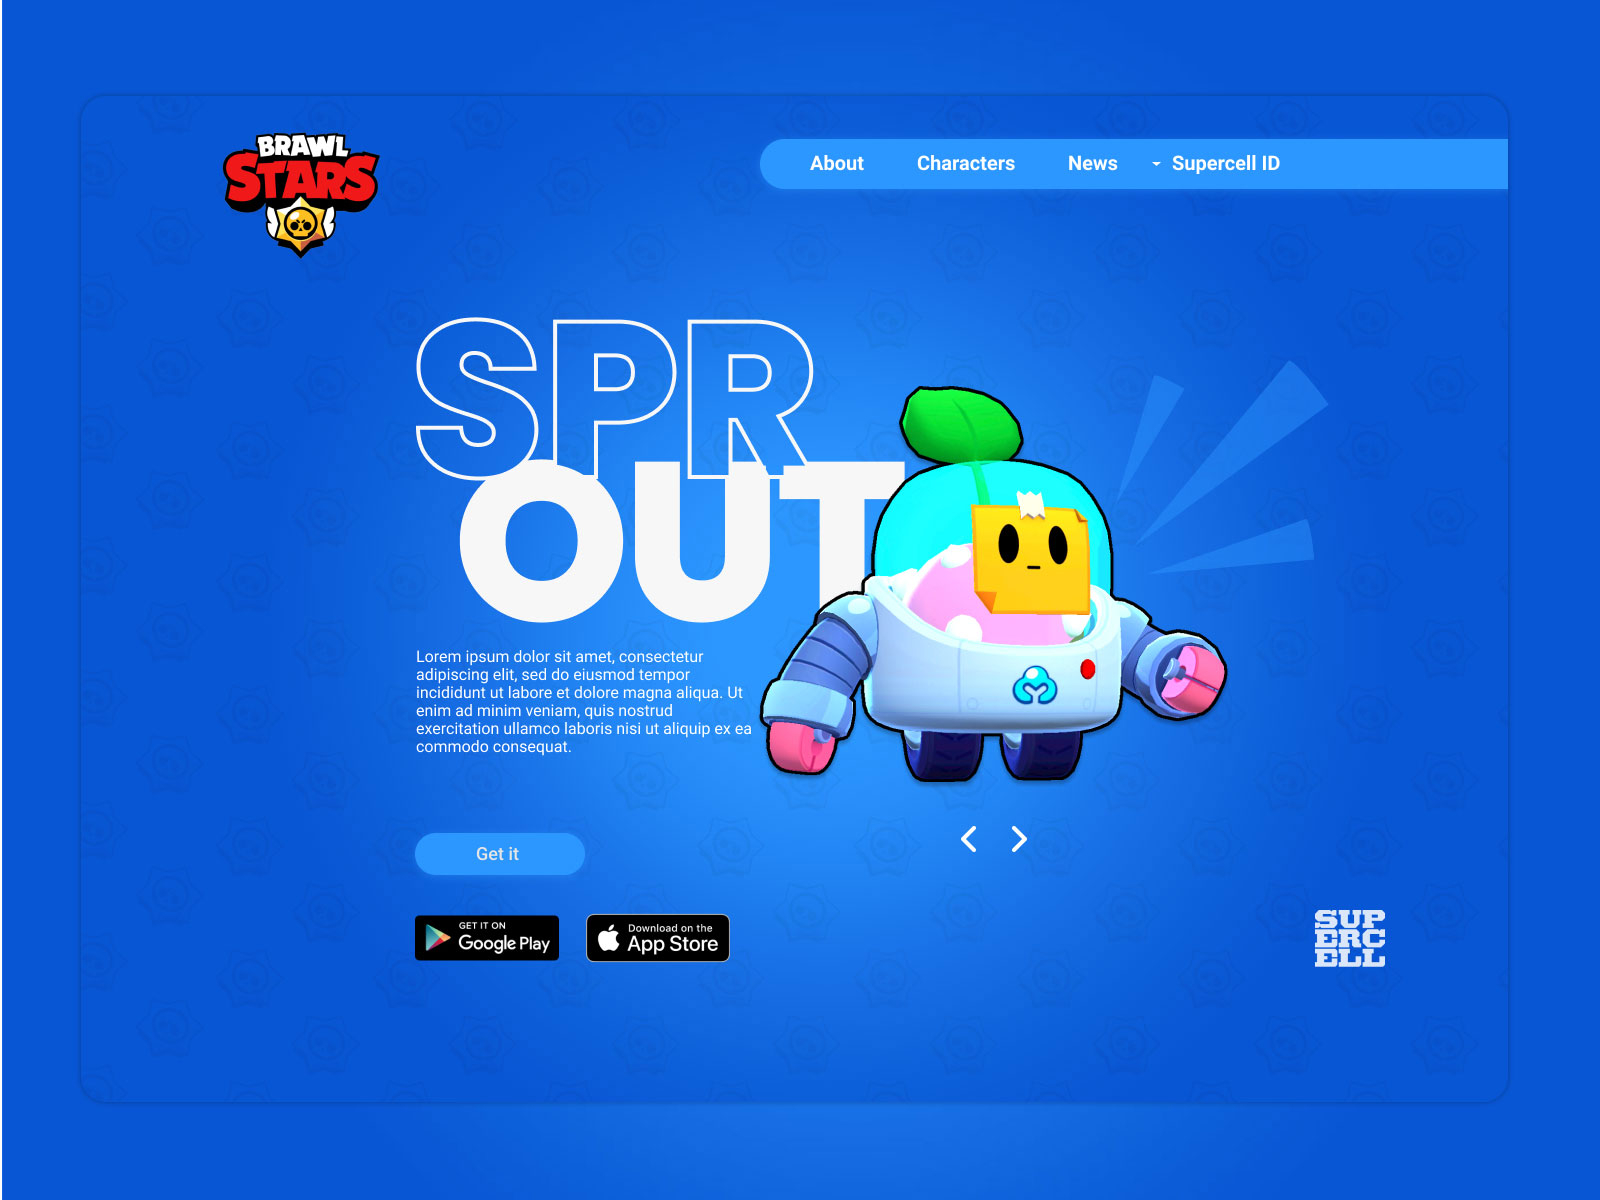 BRAWL
STARS
About Characters News Supercell ID
SPR
OUT
Lorem ipsum dolor sit amet, consectetur
adipiscing elit, sed do eiusmod tempor
incididunt ut labore et dolore magna aliqua. Ut
enim ad minim veniam, quis nostrud
exercitation ullamco laboris nisi ut aliquip ex ea
commodo consequat.
Get it
GET IT ON
Google Play
Download on the
App Store
SUP
ERC
ELL